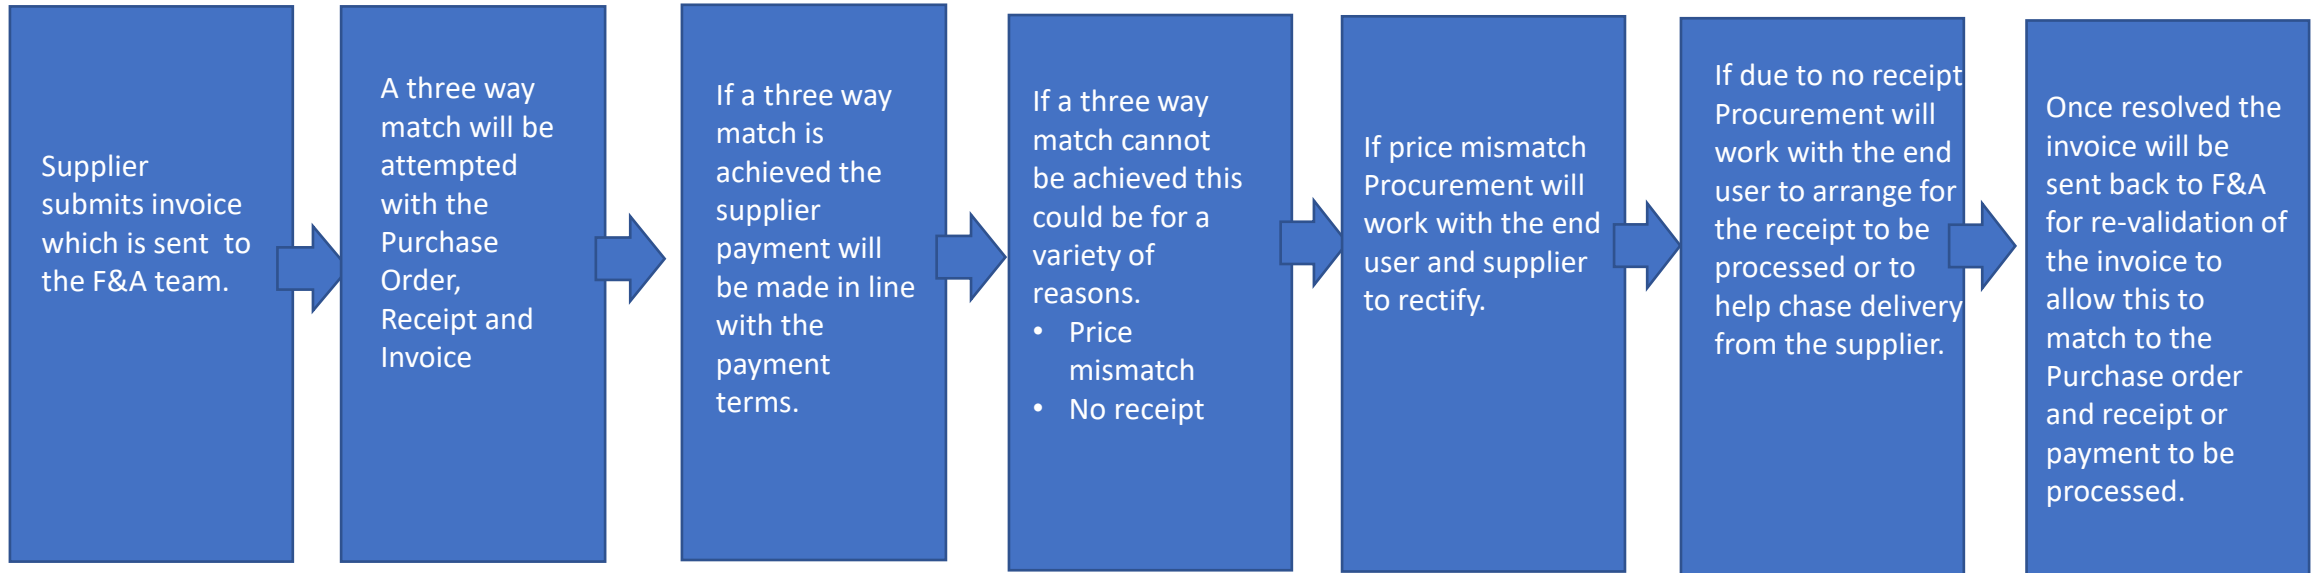 Supplier
submits invoice
which is sent  to
the F&A team.
A three way
match will be
attempted
with the
Purchase
Order,
Receipt and
Invoice
If a three way
match is
achieved the
supplier
payment will
be made in line
with the
payment
terms.
If a three way
match cannot
be achieved this
could be for a
variety of
reasons.
• Price
mismatch
• No receipt
If price mismatch
Procurement will
work with the end
user and supplier
to rectify.
If due to no receipt
Procurement will
work with the end
user to arrange for
the receipt to be
processed or to
help chase delivery
from the supplier.
Once resolved the
invoice will be
sent back to F&A
for re-validation of
the invoice to
allow this to
match to the
Purchase order
and receipt or
payment to be
processed.